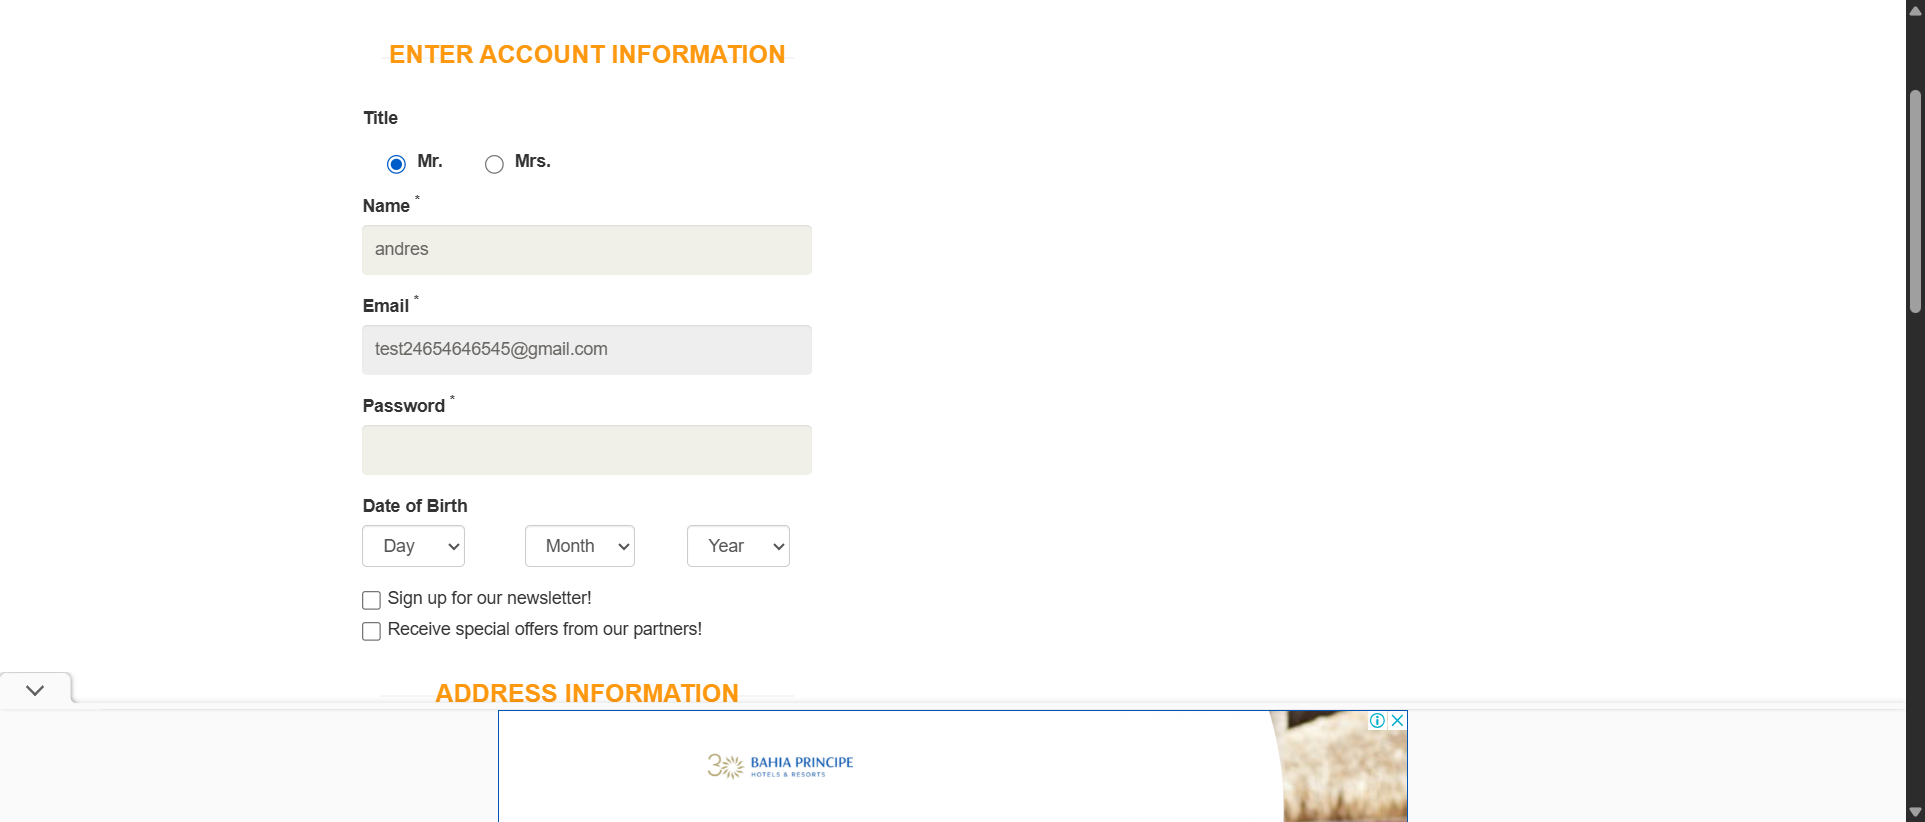 ENTER ACCOUNT INFORMATION
Title
Mr. Mrs.
Name *
andres
Email *
test24654646545@gmail.com
Password *
Date of Birth
Day Month Year
Sign up for our newsletter!
Receive special offers from our partners!
ADDRESS INFORMATION
30 BAHIA PRINCIPE
HOTELS & RESORTS